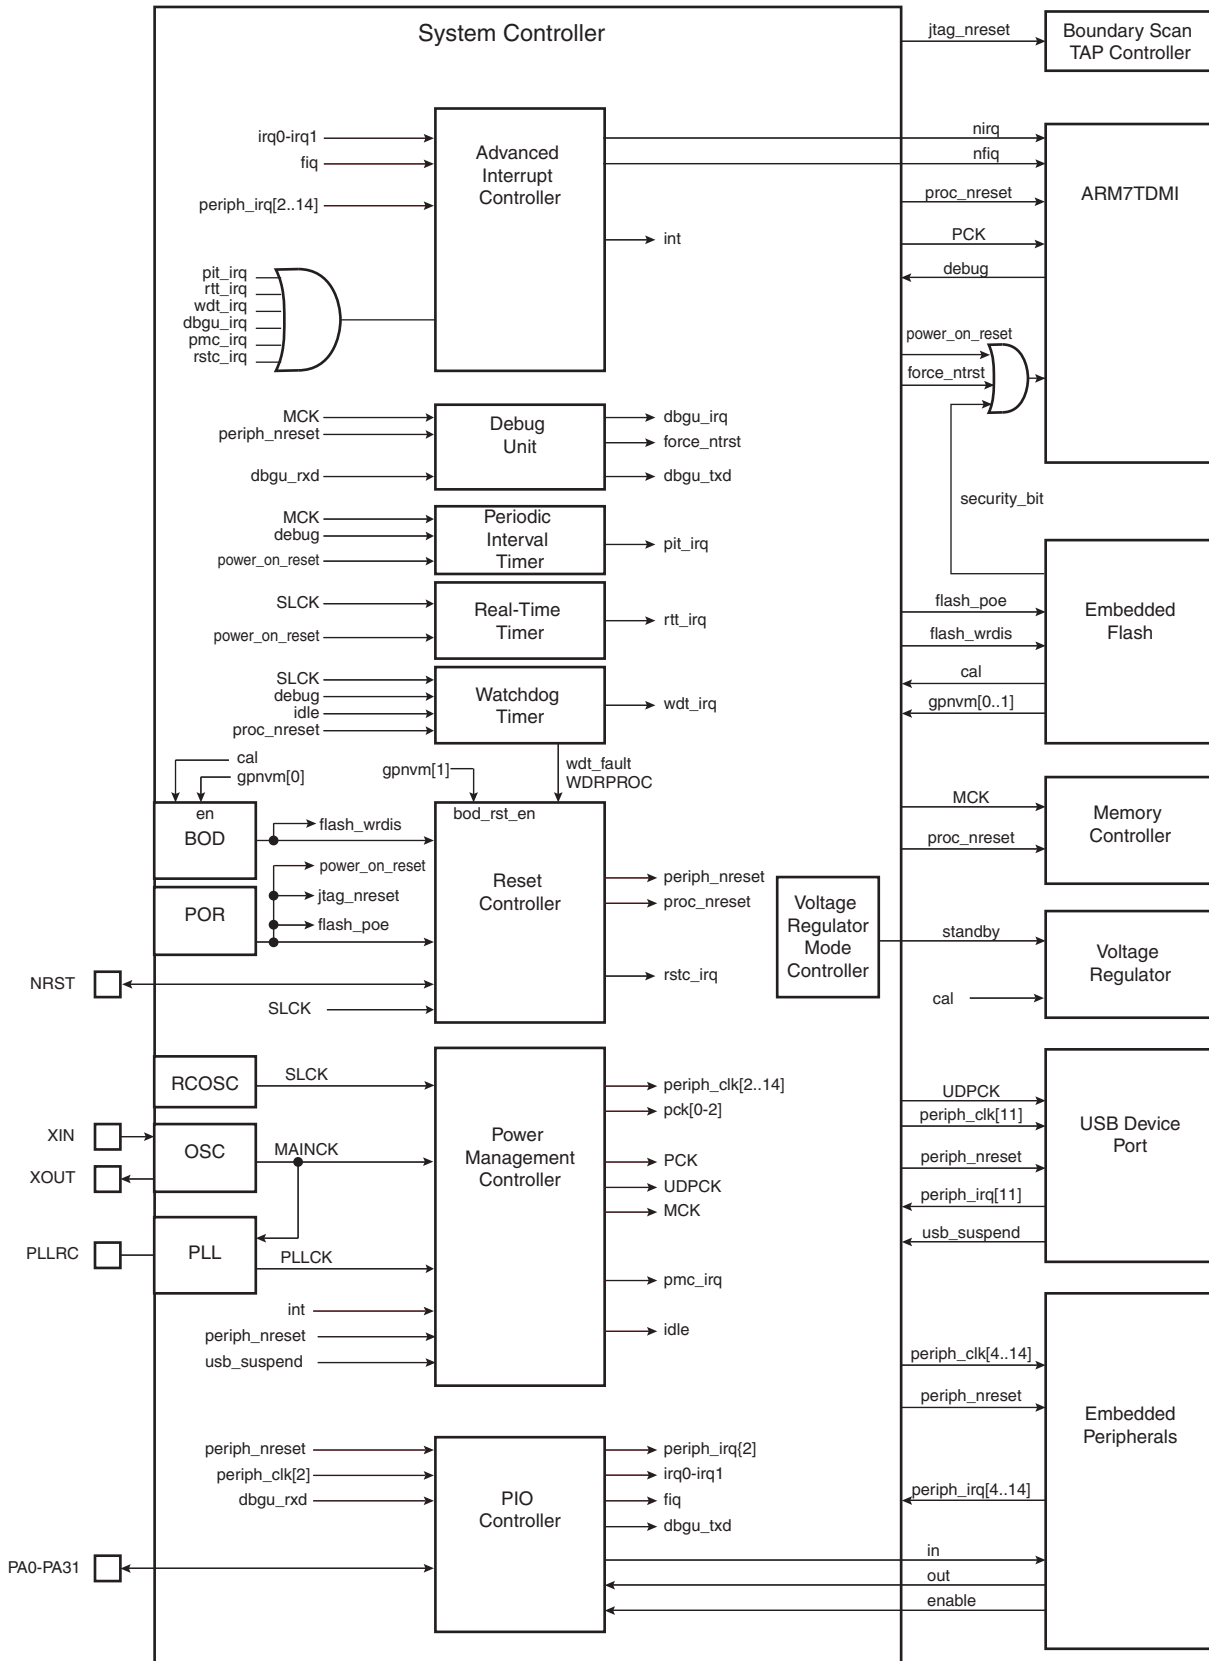 System Controller
jtag_nreset
Boundary Scan
TAP Controller
irq0-irq1
fiq
periph_irq[2..14]
Advanced
Interrupt
Controller
int
nirq
nfiq
proc_nreset
PCK
debug
ARM7TDMI
pit_irq
rtt_irq
wdt_irq
dbgu_irq
pmc_irq
rstc_irq
power_on_reset
force_ntrst
security_bit
MCK
periph_nreset
dbgu_rxd
Debug
Unit
dbgu_irq
force_ntrst
dbgu_txd
MCK
debug
power_on_reset
Periodic
Interval
Timer
pit_irq
SLCK
power_on_reset
Real-Time
Timer
rtt_irq
flash_poe
flash_wrdis
cal
gpnvm[0..1]
Embedded
Flash
SLCK
debug
idle
proc_nreset
Watchdog
Timer
wdt_irq
cal
gpnvm[0]
gpnvm[1]
wdt_fault
WDRPROC
en
BOD
flash_wrdis
bod_rst_en
power_on_reset
jtag_nreset
flash_poe
POR
Reset
Controller
periph_nreset
proc_nreset
rstc_irq
NRST
SLCK
MCK
proc_nreset
Memory
Controller
Voltage
Regulator
Mode
Controller
standby
cal
Voltage
Regulator
RCOSC
SLCK
XIN
XOUT
OSC
MAINCK
PLLRC
PLL
PLLCK
int
periph_nreset
usb_suspend
Power
Management
Controller
periph_clk[2..14]
pck[0-2]
PCK
UDPCK
MCK
pmc_irq
idle
UDPCK
periph_clk[11]
periph_nreset
periph_irq[11]
usb_suspend
USB Device
Port
periph_clk[4..14]
periph_nreset
periph_irq[4..14]
Embedded
Peripherals
periph_nreset
periph_clk[2]
dbgu_rxd
PIO
Controller
periph_irq{2]
irq0-irq1
fiq
dbgu_txd
PA0-PA31
in
out
enable